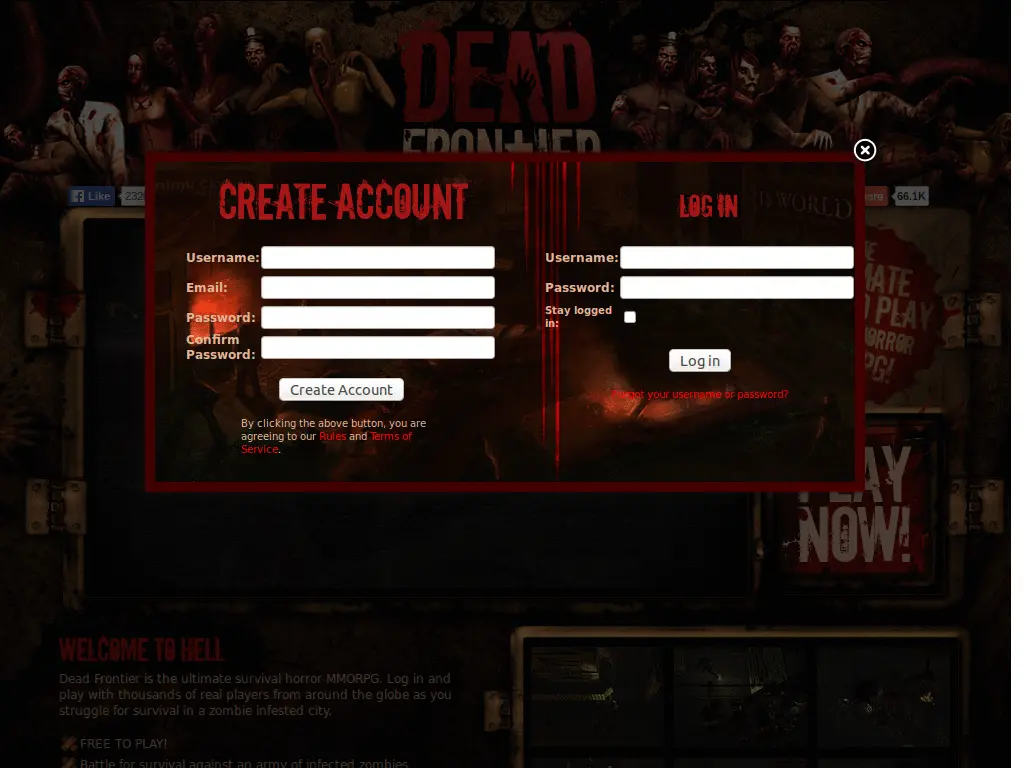 DEAD
FRONTIER
Like
232
66.1K
CREATE ACCOUNT
Username:
Email:
Password:
Confirm
Password:
Create Account
By clicking the above button, you are
agreeing to our Rules and Terms of
Service.
LOG IN
WORLD
Username:
Password:
Stay logged
in:
Log in
Forgot your username or password?
PLAY
HORROR
PLAY
NOW!
WELCOME TO HELL
Dead Frontier is the ultimate survival horror MMORPG. Log in and
play with thousands of real players from around the globe as you
struggle for survival in a zombie infested city.
FREE TO PLAY!
Battle for survival against an army of infected zombies